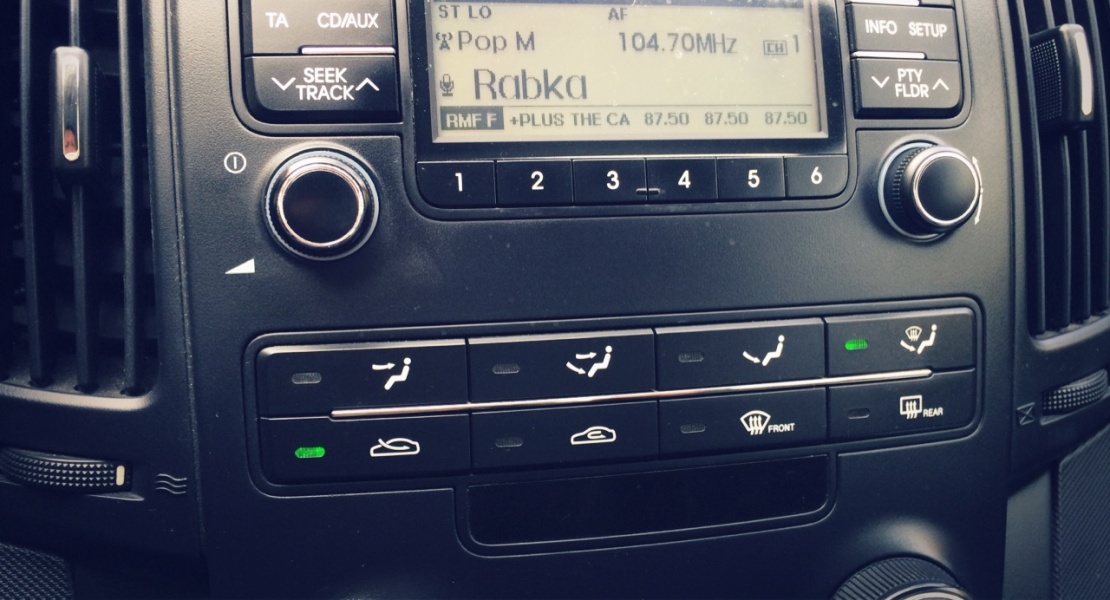 TA CD/AUX
SEEK
TRACK
ST LO AF
Pop M 104.70MHz CH 1
Rabka
RMF F +PLUS THE CA 87.50 87.50 87.50
INFO SETUP
PTY
FLDR
1 2 3 4 5 6
FRONT
REAR